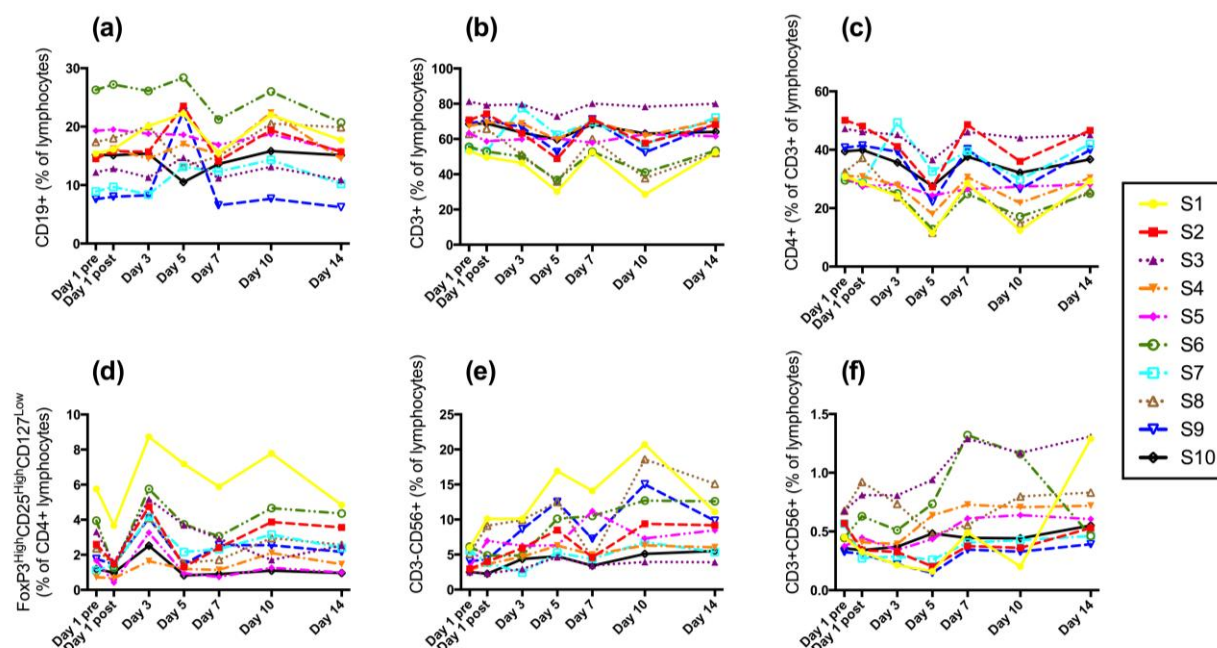 (a)
CD19+ (% of lymphocytes)
30
20
10
0
Day 1 pre
Day 1 post
Day 3
Day 5
Day 7
Day 10
Day 14
(b)
CD3+ (% of lymphocytes)
100
80
60
40
20
0
Day 1 pre
Day 1 post
Day 3
Day 5
Day 7
Day 10
Day 14
(c)
CD4+ (% of CD3+ of lymphocytes)
60
40
20
0
Day 1 pre
Day 1 post
Day 3
Day 5
Day 7
Day 10
Day 14
S1
S2
S3
S4
S5
S6
S7
S8
S9
S10
(d)
FoxP3HighCD25HighCD127Low
(% of CD4+ lymphocytes)
10
8
6
4
2
0
Day 1 pre
Day 1 post
Day 3
Day 5
Day 7
Day 10
Day 14
(e)
CD3-CD56+ (% of lymphocytes)
25
20
15
10
5
0
Day 1 pre
Day 1 post
Day 3
Day 5
Day 7
Day 10
Day 14
(f)
CD3+CD56+ (% of lymphocytes)
1.5
1.0
0.5
0.0
Day 1 pre
Day 1 post
Day 3
Day 5
Day 7
Day 10
Day 14